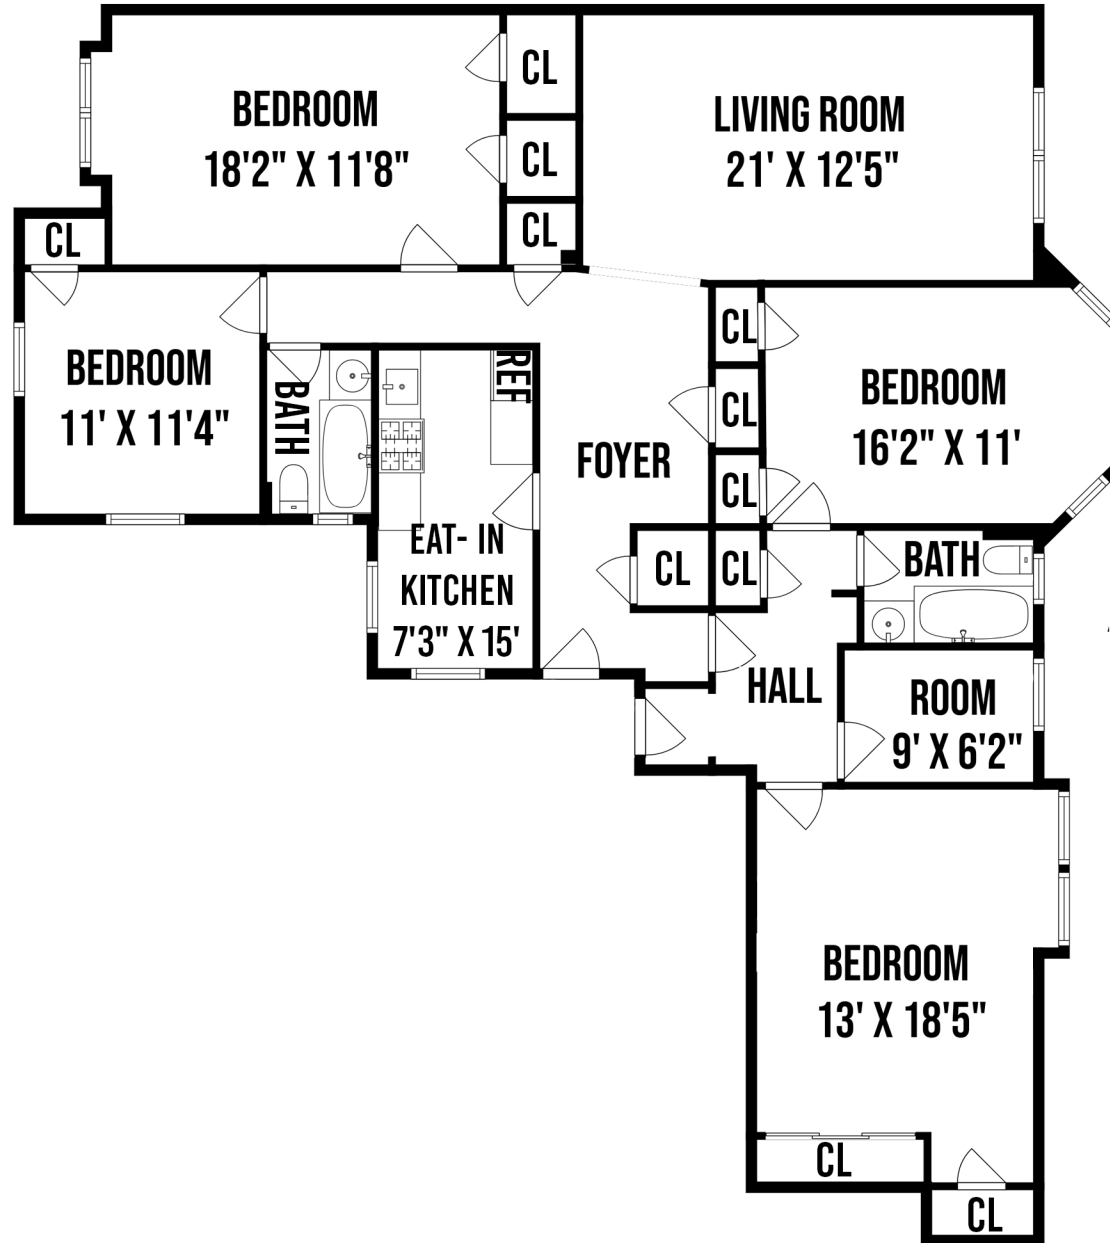 BEDROOM
18'2" X 11'8"
CL
CL
CL
LIVING ROOM
21' X 12'5"
CL
BEDROOM
11' X 11'4"
BATH
REF
EAT- IN
KITCHEN
7'3" X 15'
FOYER
CL
CL
CL
BEDROOM
16'2" X 11'
CL
CL
BATH
HALL
ROOM
9' X 6'2"
BEDROOM
13' X 18'5"
CL
CL